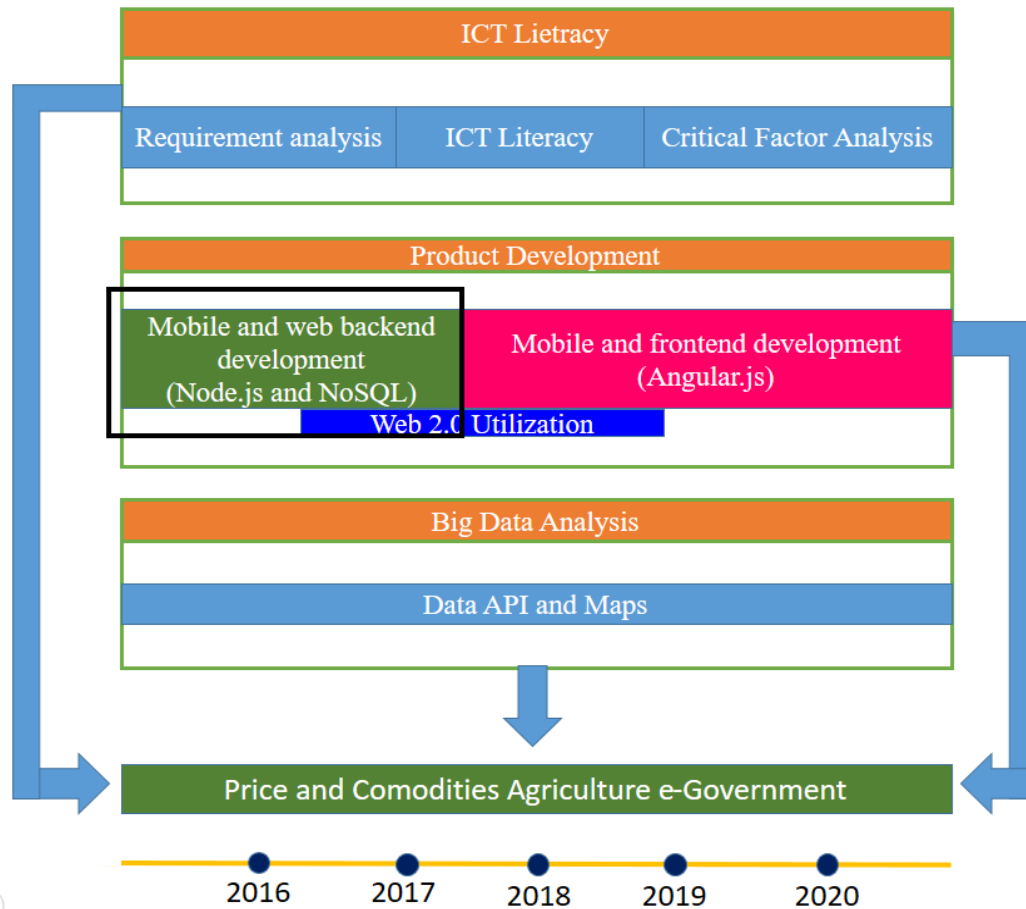 ICT Lietracy
Requirement analysis
ICT Literacy
Critical Factor Analysis
Product Development
Mobile and web backend
development
(Node.js and NoSQL)
Mobile and frontend development
(Angular.js)
Web 2.0 Utilization
Big Data Analysis
Data API and Maps
Price and Comodities Agriculture e-Government
2016
2017
2018
2019
2020